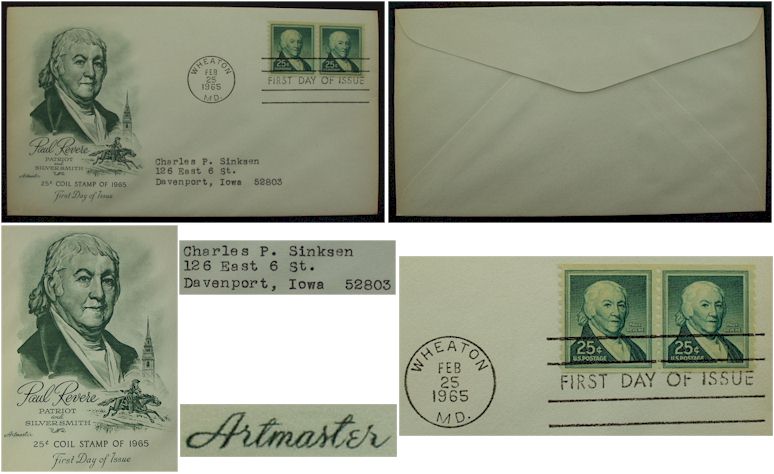 WHEATON
FEB
25
1965
MD.
25¢
25¢
FIRST DAY OF ISSUE
Paul Revere
PATRIOT
and
SILVERSMITH
Artmaster
25¢ COIL STAMP OF 1965
First Day of Issue
Charles P. Sinksen
126 East 6 St.
Davenport, Iowa 52803
Paul Revere
PATRIOT
and
SILVERSMITH
Artmaster
25¢ COIL STAMP OF 1965
First Day of Issue
Charles P. Sinksen
126 East 6 St.
Davenport, Iowa 52803
Artmaster
WHEATON
FEB
25
1965
MD.
25¢ 25¢
U.S. POSTAGE U.S. POSTAGE
FIRST DAY OF ISSUE